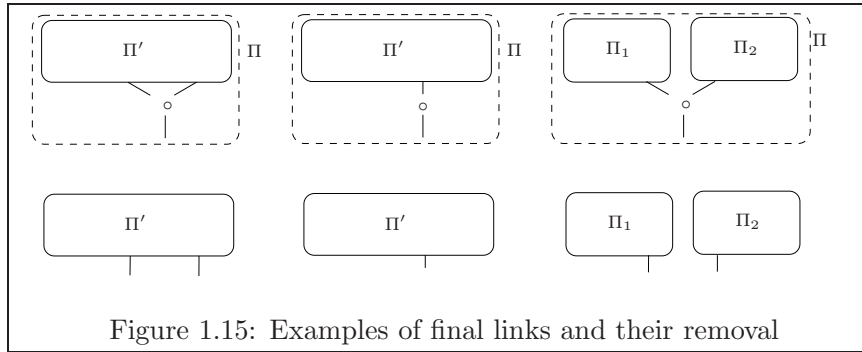 Π′ Π Π′ Π Π₁ Π₂ Π
Π′ Π′ Π₁ Π₂
Figure 1.15: Examples of final links and their removal